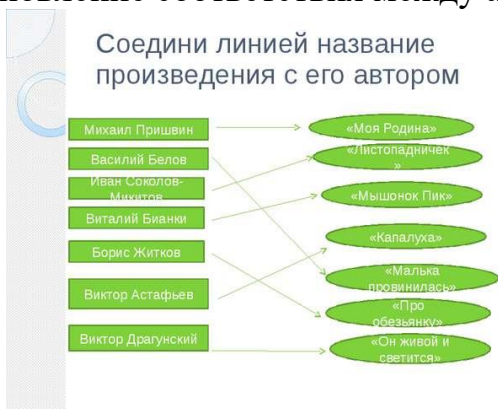 Соедини линией название
произведения с его автором
Михаил Пришвин
«Моя Родина»
Василий Белов
«Листопадничек
»
Иван Соколов-
Микитов
Виталий Бианки
«Мышонок Пик»
Борис Житков
«Капалуха»
Виктор Астафьев
«Малька
провинилась»
«Про
обезьянку»
Виктор Драгунский
«Он живой и
светится»